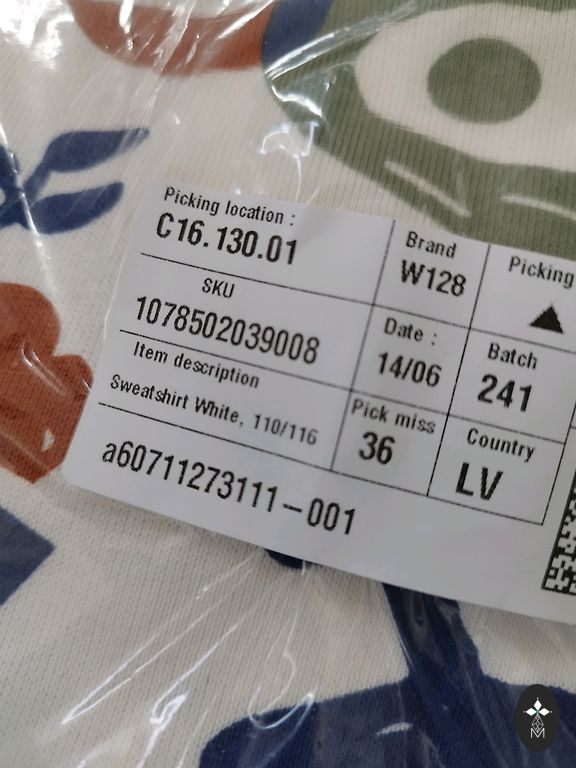 Picking location :
C16.130.01
Brand
W128
Picking
SKU
1078502039008
Date :
14/06
Batch
241
Item description
Sweatshirt White, 110/116
Pick miss
36
Country
LV
a60711273111-001
M